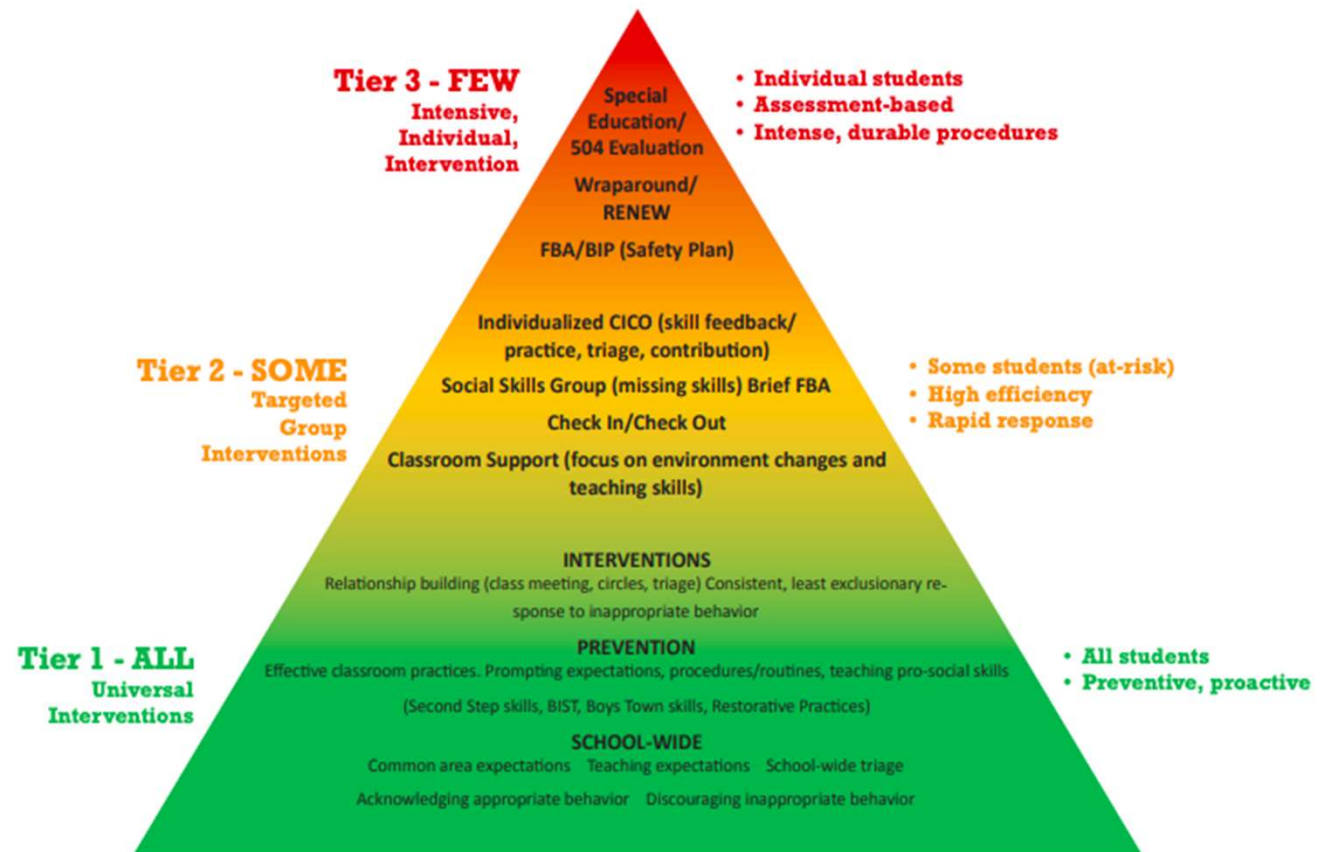 Tier 3 - FEW
Intensive,
Individual,
Intervention
Special
Education/
504 Evaluation
Wraparound/
RENEW
FBA/BIP (Safety Plan)
• Individual students
• Assessment-based
• Intense, durable procedures
Tier 2 - SOME
Targeted
Group
Interventions
Individualized CICO (skill feedback/
practice, triage, contribution)
Social Skills Group (missing skills) Brief FBA
Check In/Check Out
Classroom Support (focus on environment changes and
teaching skills)
• Some students (at-risk)
• High efficiency
• Rapid response
Tier 1 - ALL
Universal
Interventions
INTERVENTIONS
Relationship building (class meeting, circles, triage) Consistent, least exclusionary re-
sponse to inappropriate behavior
PREVENTION
Effective classroom practices. Prompting expectations, procedures/routines, teaching pro-social skills
(Second Step skills, BIST, Boys Town skills, Restorative Practices)
SCHOOL-WIDE
Common area expectations Teaching expectations School-wide triage
Acknowledging appropriate behavior Discouraging inappropriate behavior
• All students
• Preventive, proactive